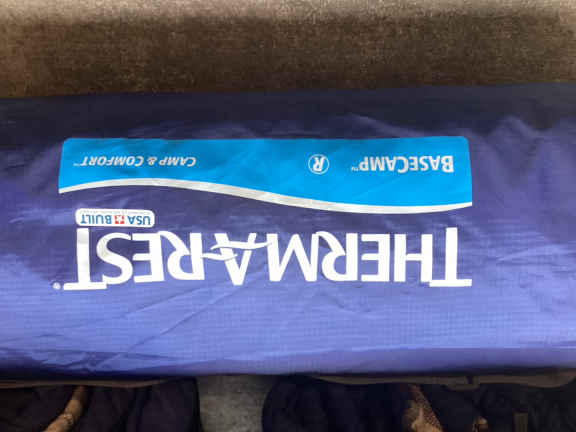 THERM-A-REST®
USA BUILT
BASECAMP™ R CAMP & COMFORT™